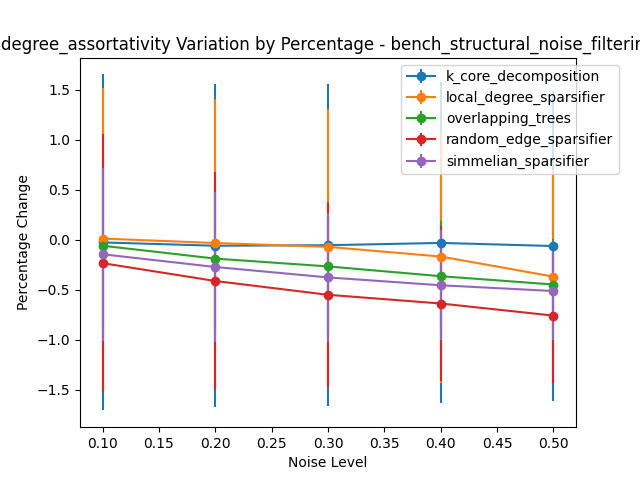 degree_assortativity Variation by Percentage - bench_structural_noise_filterin
k_core_decomposition
local_degree_sparsifier
overlapping_trees
random_edge_sparsifier
simmelian_sparsifier
Percentage Change
1.5
1.0
0.5
0.0
−0.5
−1.0
−1.5
0.10 0.15 0.20 0.25 0.30 0.35 0.40 0.45 0.50
Noise Level